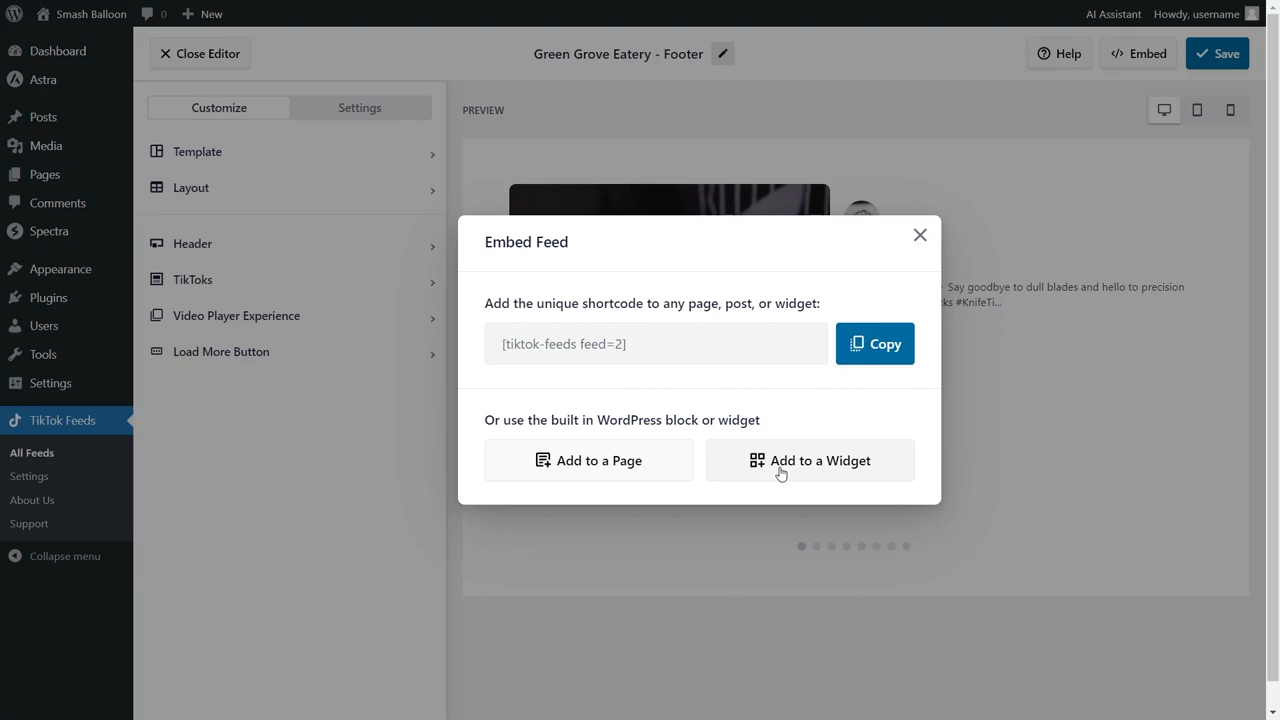 Smash Balloon
0
New
AI Assistant
Howdy, username
Dashboard
Astra
Posts
Media
Pages
Comments
Spectra
Appearance
Plugins
Users
Tools
Settings
TikTok Feeds
All Feeds
Settings
About Us
Support
Collapse menu
Close Editor
Green Grove Eatery - Footer
Help
Embed
Save
Customize
Settings
Template
Layout
Header
TikToks
Video Player Experience
Load More Button
PREVIEW
Say goodbye to dull blades and hello to precision
ks #KnifeTi...
Embed Feed
Add the unique shortcode to any page, post, or widget:
[tiktok-feeds feed=2]
Copy
Or use the built in WordPress block or widget
Add to a Page
Add to a Widget